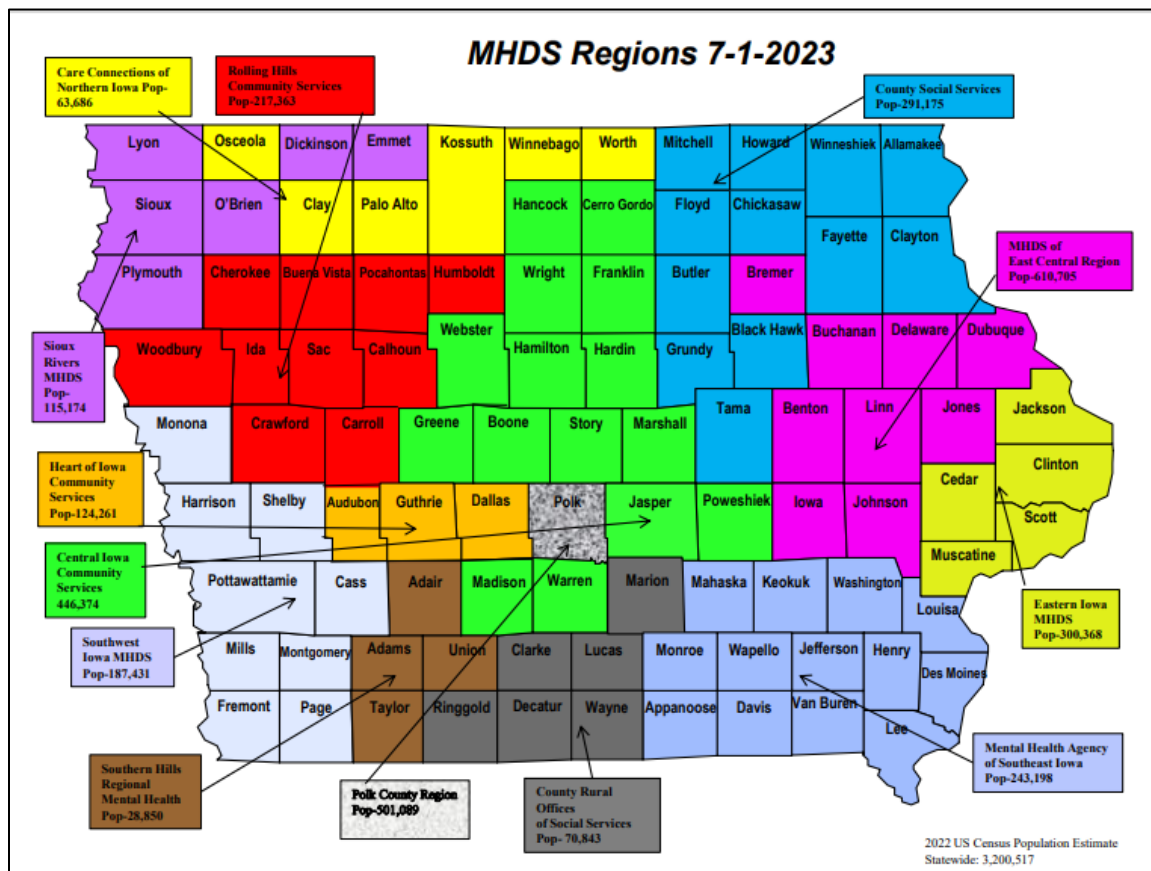 MHDS Regions 7-1-2023
Care Connections of
Northern Iowa Pop-
63,686
Rolling Hills
Community Services
Pop-217,363
County Social Services
Pop-291,175
Lyon
Osceola
Dickinson
Emmet
Kossuth
Winnebago
Worth
Mitchell
Howard
Winneshiek
Allamakee
Sioux
O'Brien
Clay
Palo Alto
Hancock
Cerro Gordo
Floyd
Chickasaw
Fayette
Clayton
MHDS of
East Central Region
Pop-610,705
Plymouth
Cherokee
Buena Vista
Pocahontas
Humboldt
Wright
Franklin
Butler
Bremer
Sioux
Rivers
MHDS
Pop-
115,174
Woodbury
Ida
Sac
Calhoun
Webster
Hamilton
Hardin
Grundy
Black Hawk
Buchanan
Delaware
Dubuque
Monona
Crawford
Carroll
Greene
Boone
Story
Marshall
Tama
Benton
Linn
Jones
Jackson
Heart of Iowa
Community
Services
Pop-124,261
Harrison
Shelby
Audubon
Guthrie
Dallas
Polk
Jasper
Poweshiek
Iowa
Johnson
Cedar
Clinton
Scott
Muscatine
Central Iowa
Community
Services
446,374
Pottawattamie
Cass
Adair
Madison
Warren
Marion
Mahaska
Keokuk
Washington
Louisa
Eastern Iowa
MHDS
Pop-300,368
Southwest
Iowa MHDS
Pop-187,431
Mills
Montgomery
Adams
Union
Clarke
Lucas
Monroe
Wapello
Jefferson
Henry
Des Moines
Fremont
Page
Taylor
Ringgold
Decatur
Wayne
Appanoose
Davis
Van Buren
Lee
Southern Hills
Regional
Mental Health
Pop-28,850
Polk County Region
Pop-501,089
County Rural
Offices
of Social Services
Pop- 70,843
Mental Health Agency
of Southeast Iowa
Pop-243,198
2022 US Census Population Estimate
Statewide: 3,200,517